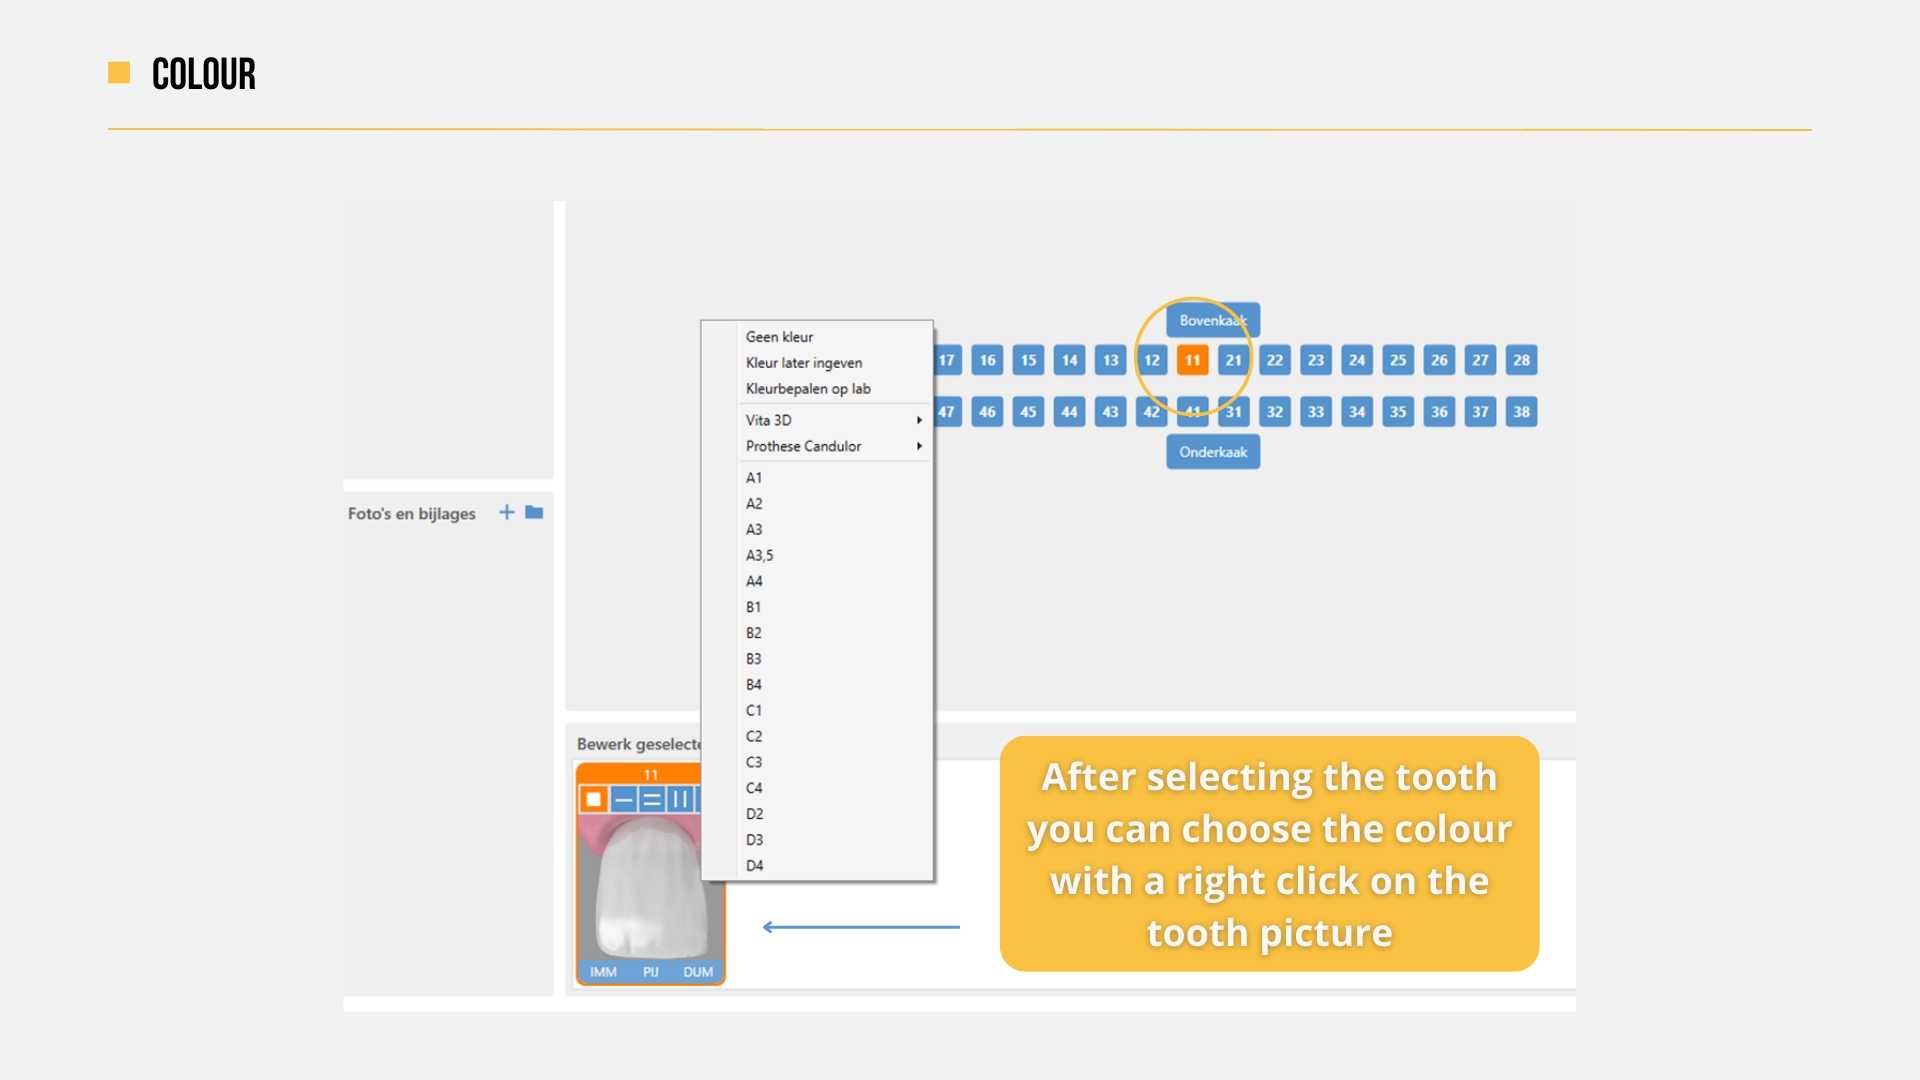 COLOUR
Bovenkaak
17 16 15 14 13 12 11 21 22 23 24 25 26 27 28
47 46 45 44 43 42 41 31 32 33 34 35 36 37 38
Onderkaak
Geen kleur
Kleur later ingeven
Kleurbepalen op lab
Vita 3D
Prothese Candulor
A1
A2
A3
A3,5
A4
B1
B2
B3
B4
C1
C2
C3
C4
D2
D3
D4
Foto's en bijlages
Bewerk geselecte
11
IMM PIJ DUM
After selecting the tooth
you can choose the colour
with a right click on the
tooth picture